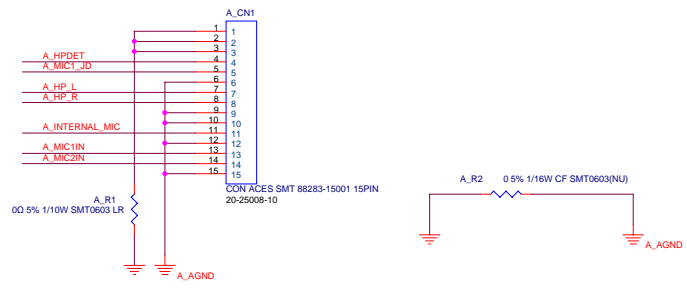 A_CN1
1 1
2 2
3 3
A_HPDET 4 4
A_MIC1_JD 5 5
6 6
A_HP_L 7 7
A_HP_R 8 8
9 9
10 10
A_INTERNAL_MIC 11 11
12 12
A_MIC1IN 13 13
A_MIC2IN 14 14
15 15
CON ACES SMT 88283-15001 15PIN
20-25008-10
A_R1
0Ω 5% 1/10W SMT0603 LR
A_AGND
A_R2 0 5% 1/16W CF SMT0603(NU)
A_AGND